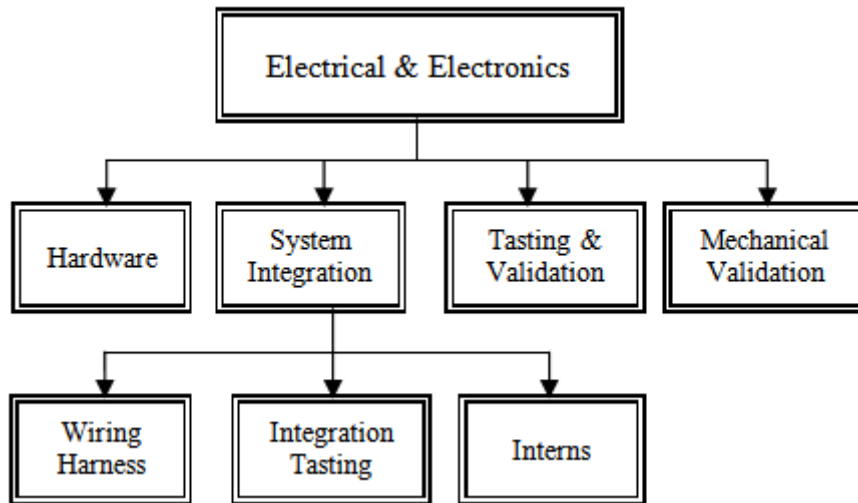 Electrical & Electronics
Hardware
System
Integration
Tasting &
Validation
Mechanical
Validation
Wiring
Harness
Integration
Tasting
Interns